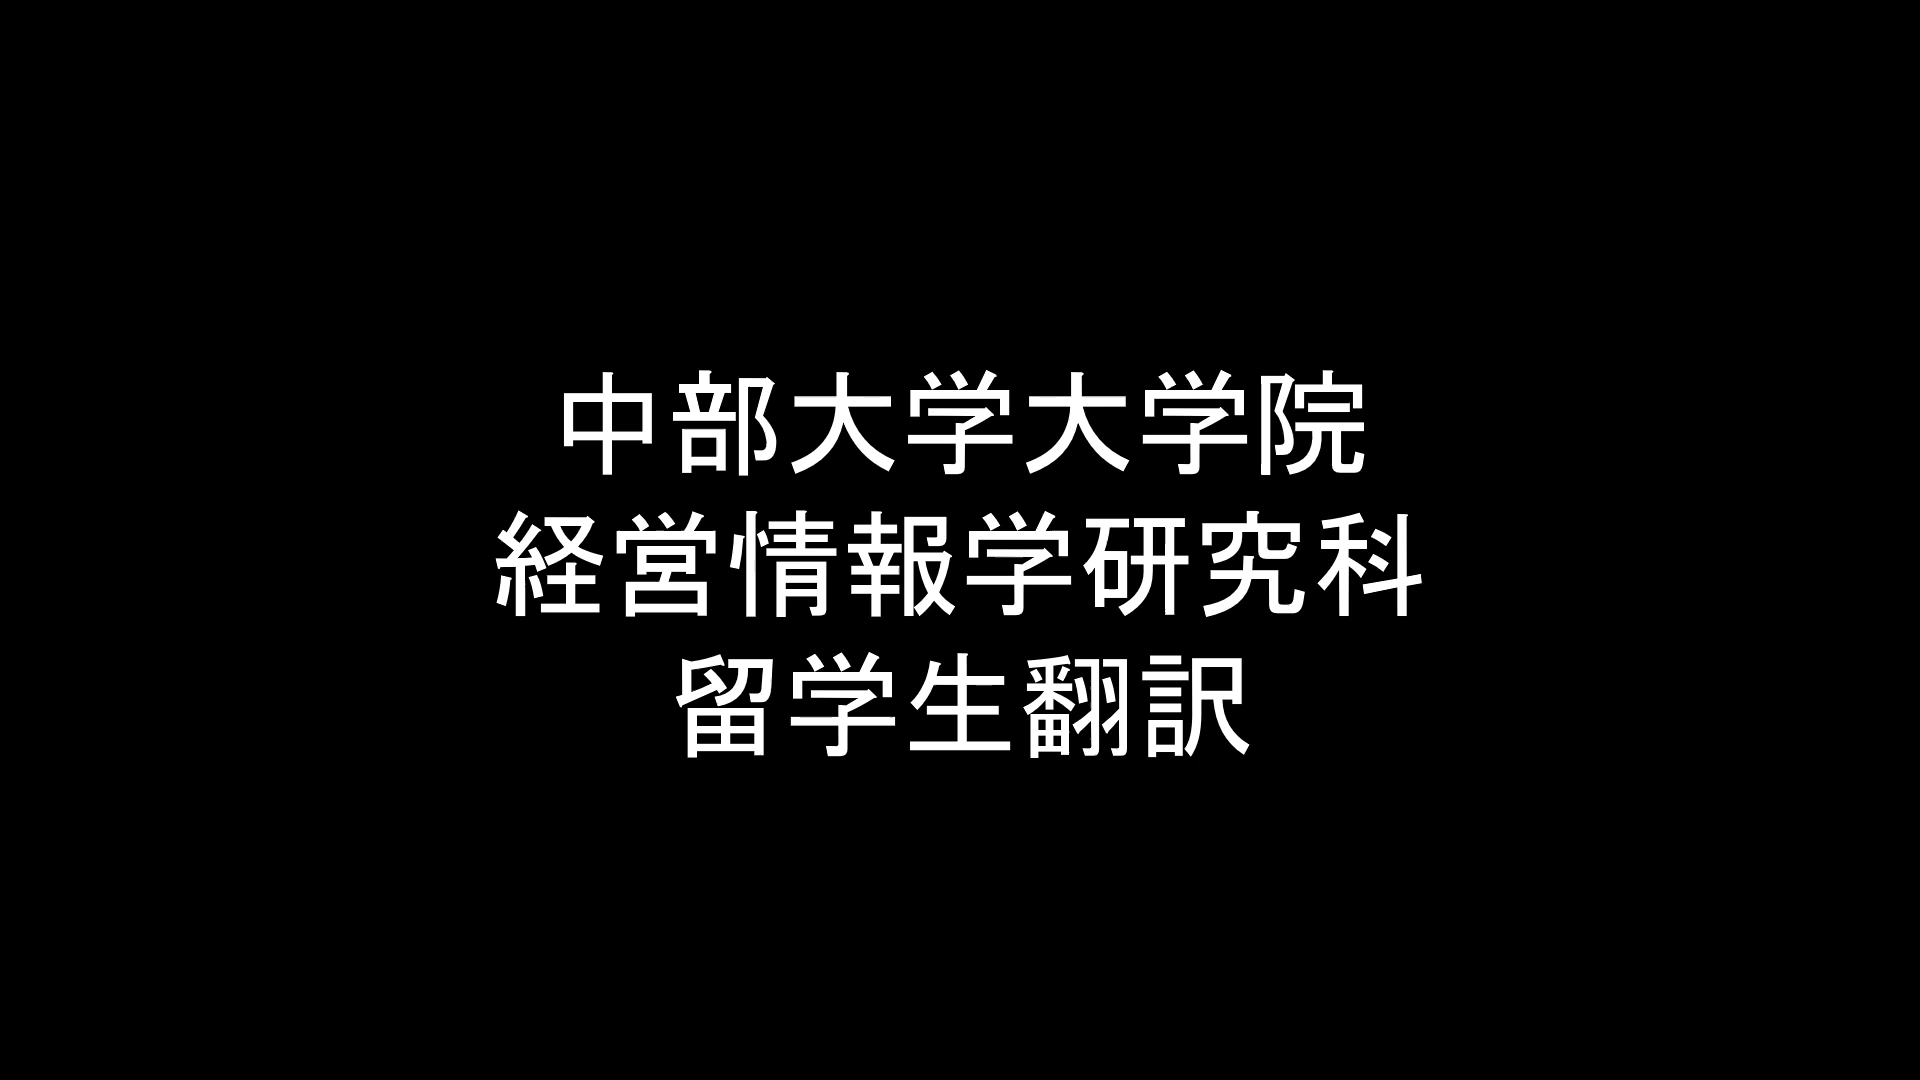 中部大学大学院
経営情報学研究科
留学生翻訳